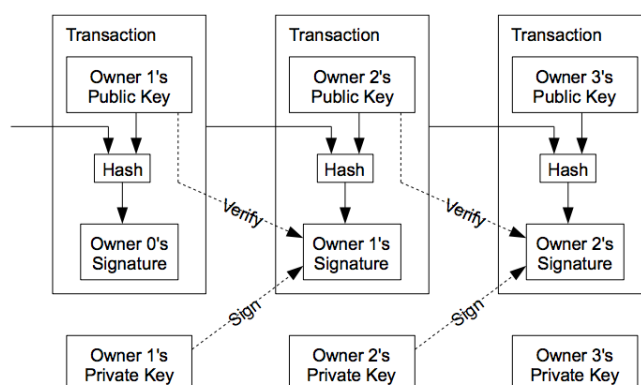 Transaction
Transaction
Transaction
Owner 1's
Public Key
Owner 2's
Public Key
Owner 3's
Public Key
Hash
Hash
Hash
Verify
Verify
Owner 0's
Signature
Owner 1's
Signature
Owner 2's
Signature
Sign
Sign
Owner 1's
Private Key
Owner 2's
Private Key
Owner 3's
Private Key